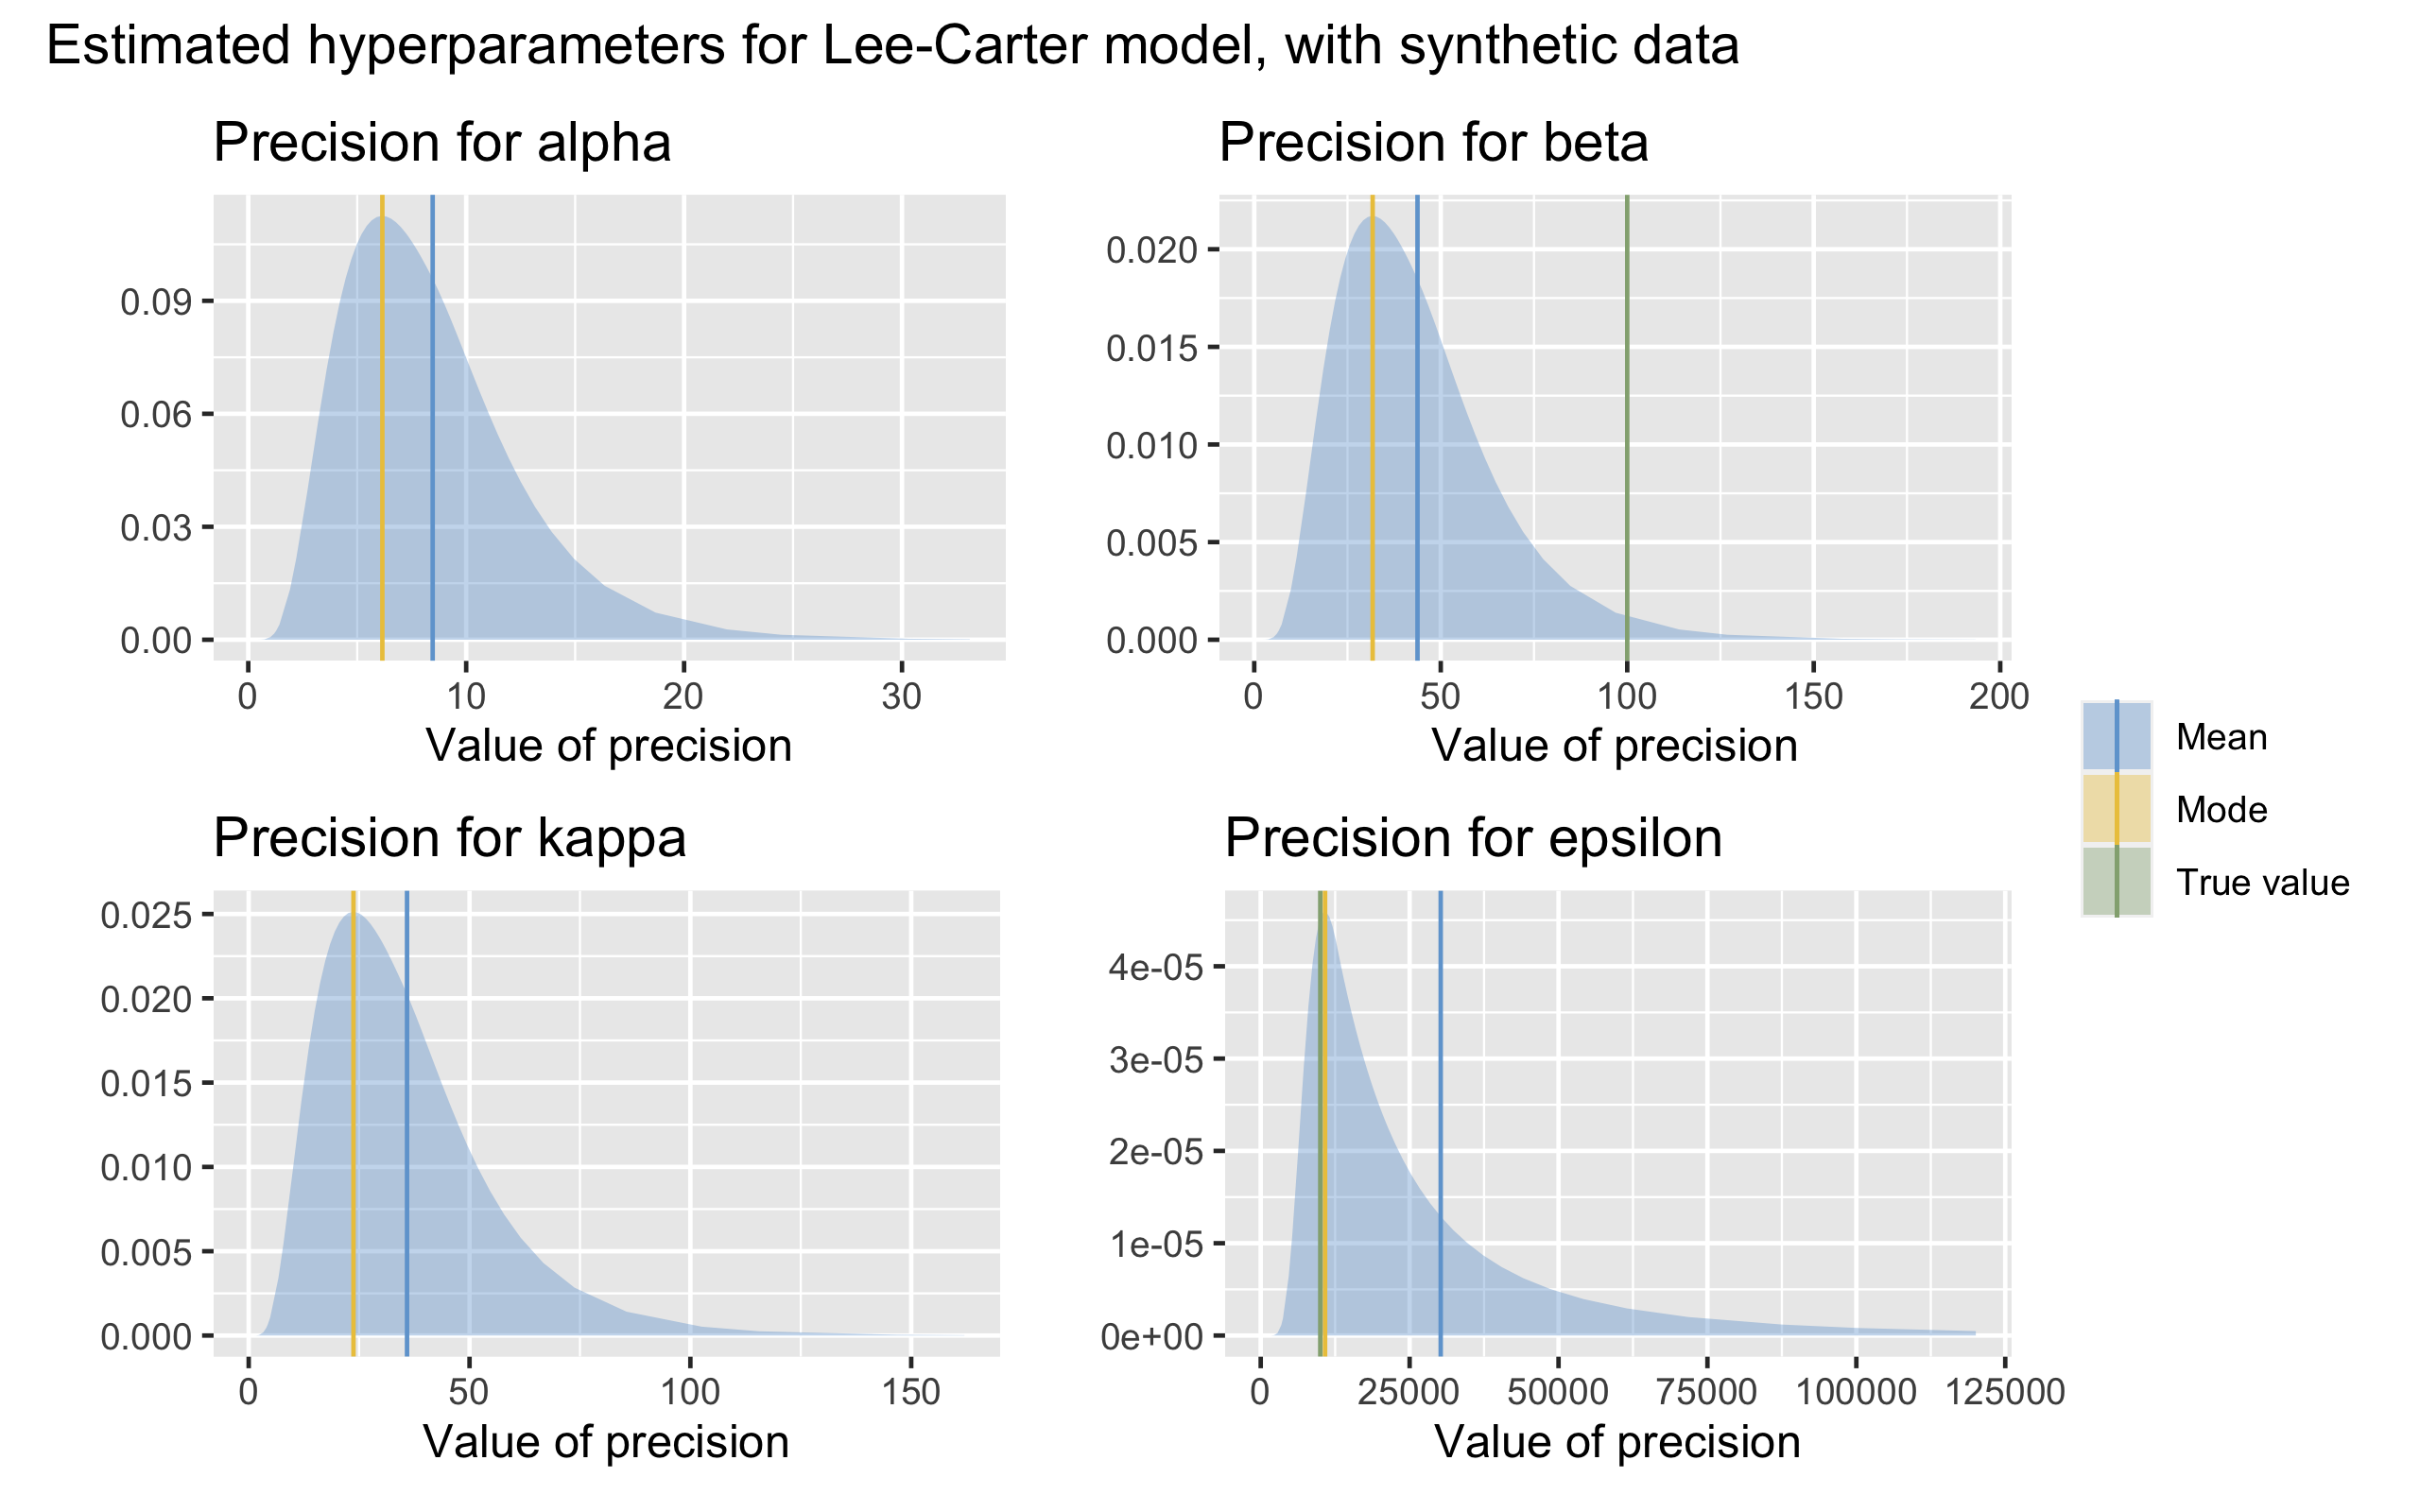 Estimated hyperparameters for Lee-Carter model, with synthetic data
Precision for alpha
0.09
0.06
0.03
0.00
0 10 20 30
Value of precision
Precision for beta
0.020
0.015
0.010
0.005
0.000
0 50 100 150 200
Value of precision
Precision for kappa
0.025
0.020
0.015
0.010
0.005
0.000
0 50 100 150
Value of precision
Precision for epsilon
4e-05
3e-05
2e-05
1e-05
0e+00
0 25000 50000 75000 100000 125000
Value of precision
Mean
Mode
True value